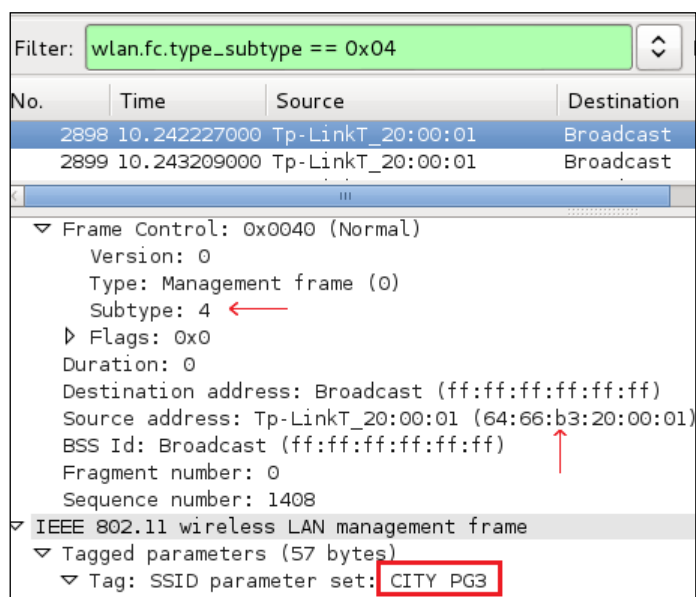 Filter: wlan.fc.type_subtype == 0x04
No. Time Source Destination
2898 10.242227000 Tp-LinkT_20:00:01 Broadcast
2899 10.243209000 Tp-LinkT_20:00:01 Broadcast
Frame Control: 0x0040 (Normal)
Version: 0
Type: Management frame (0)
Subtype: 4
Flags: 0x0
Duration: 0
Destination address: Broadcast (ff:ff:ff:ff:ff:ff)
Source address: Tp-LinkT_20:00:01 (64:66:b3:20:00:01)
BSS Id: Broadcast (ff:ff:ff:ff:ff:ff)
Fragment number: 0
Sequence number: 1408
IEEE 802.11 wireless LAN management frame
Tagged parameters (57 bytes)
Tag: SSID parameter set: CITY PG3